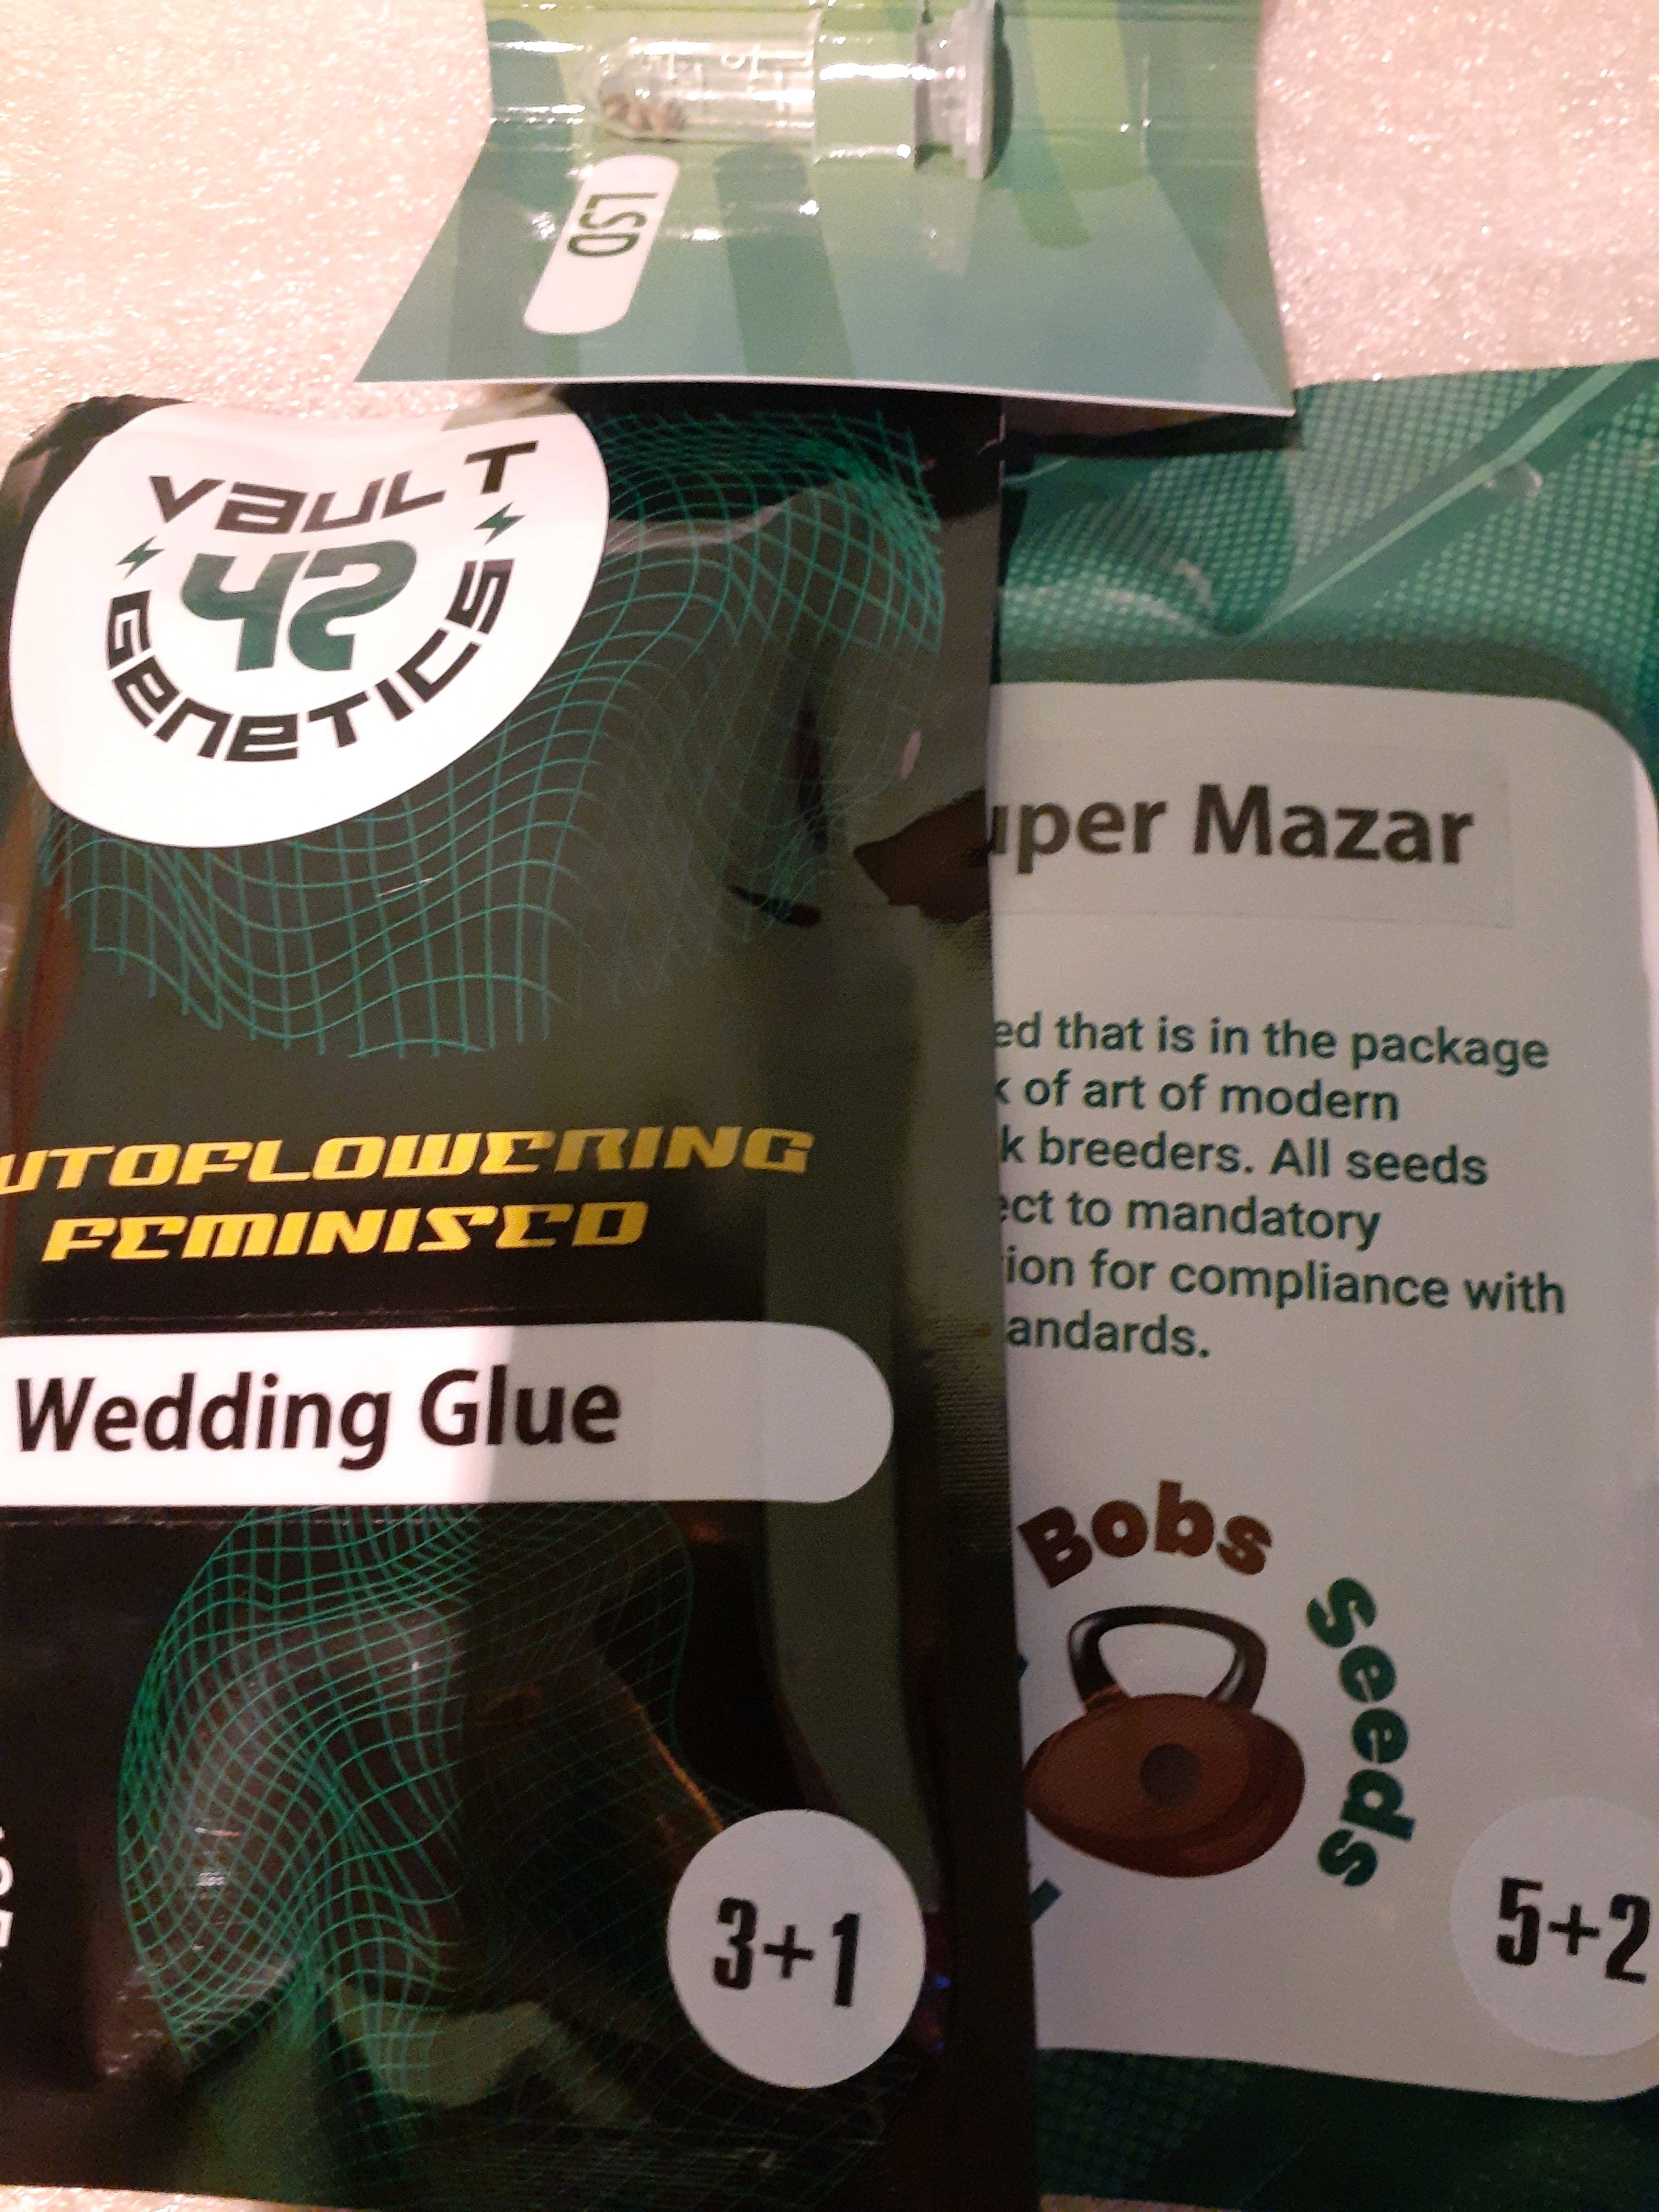 LSD
VAULT
42
GENETICS
UTOFLOWERING
FEMINISED
Wedding Glue
3+1
uper Mazar
ed that is in the package
k of art of modern
k breeders. All seeds
ect to mandatory
ion for compliance with
andards.
Bobs
Seeds
5+2